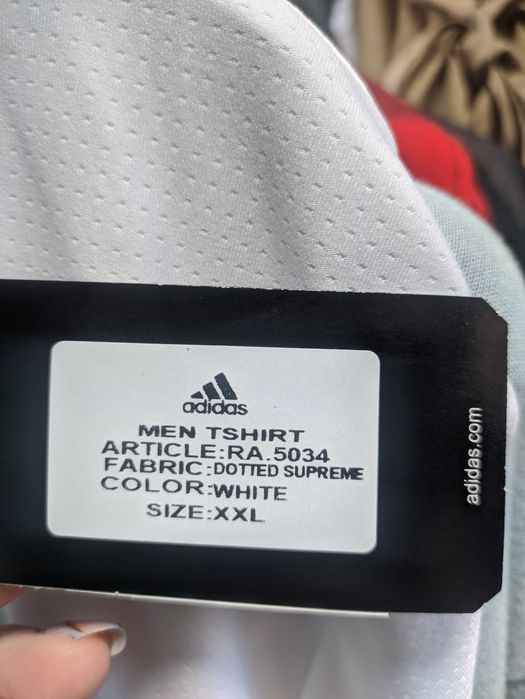 adidas
MEN TSHIRT
ARTICLE:RA.5034
FABRIC:DOTTED SUPREME
COLOR:WHITE
SIZE:XXL
adidas.com